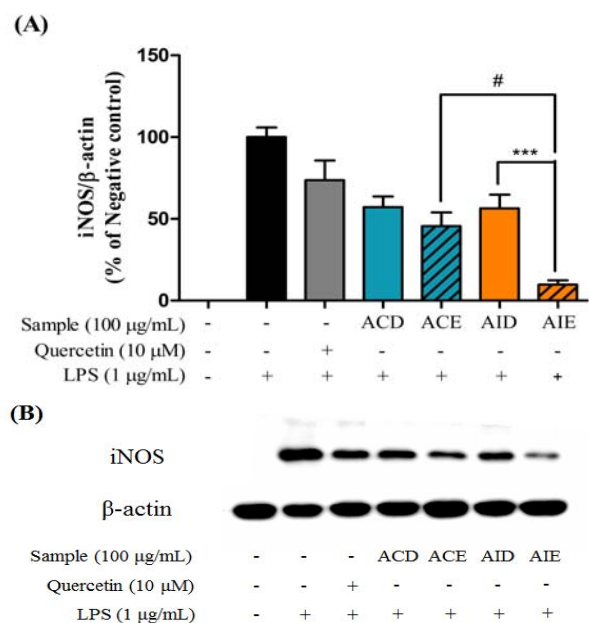 (A)
iNOS/β-actin
(% of Negative control)
150
100
50
0
#
***
Sample (100 μg/mL) - - - ACD ACE AID AIE
Quercetin (10 μM) - - + - - - -
LPS (1 μg/mL) - + + + + + +
(B)
iNOS
β-actin
Sample (100 μg/mL) - - - ACD ACE AID AIE
Quercetin (10 μM) - - + - - - -
LPS (1 μg/mL) - + + + + + +